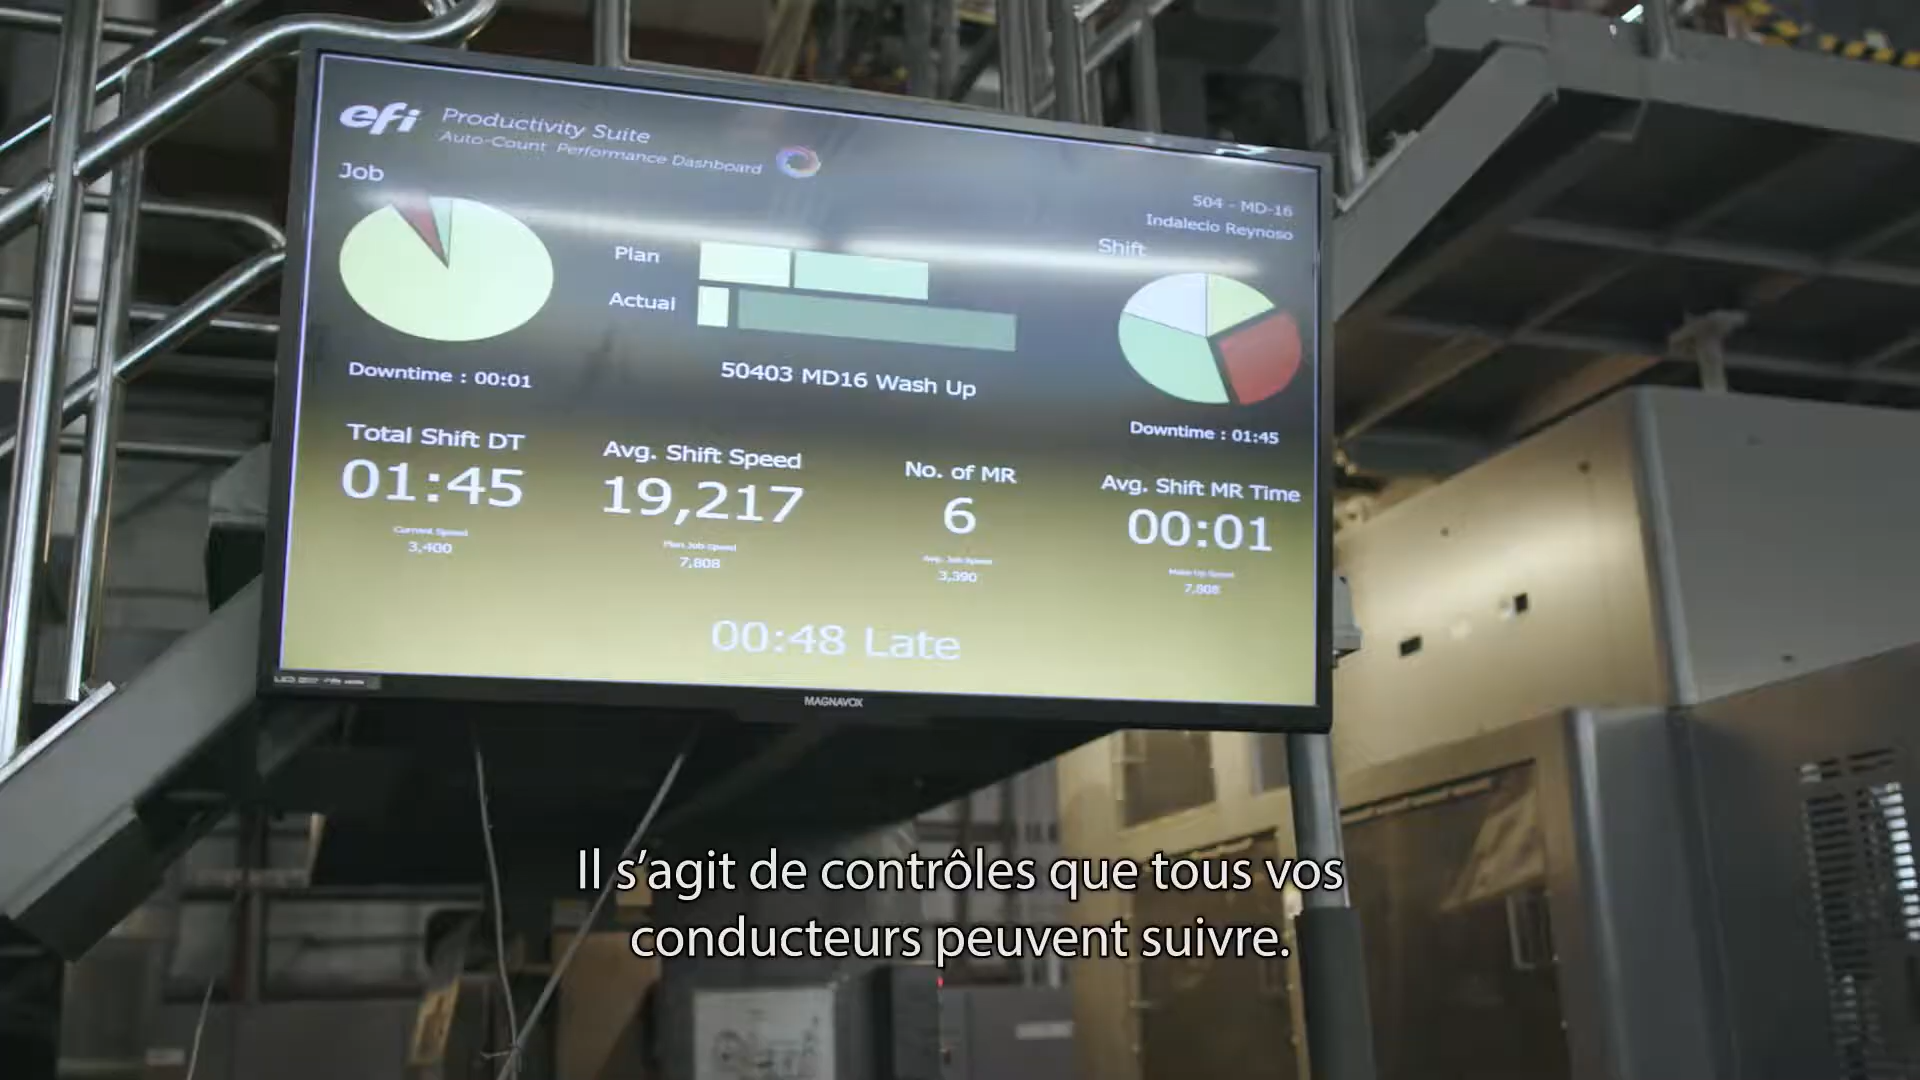 efi Productivity Suite
Auto-Count Performance Dashboard
504 - MD-16
Indalecio Reynoso
Job
Shift
Plan
Actual
Downtime : 00:01
50403 MD16 Wash Up
Downtime : 01:45
Total Shift DT
01:45
Current Speed
3,400
Avg. Shift Speed
19,217
Plan Job Speed
7,808
No. of MR
6
Avg. Job Speed
3,390
Avg. Shift MR Time
00:01
Make Up Speed
7,808
00:48 Late
MAGNAVOX
Il s’agit de contrôles que tous vos
conducteurs peuvent suivre.